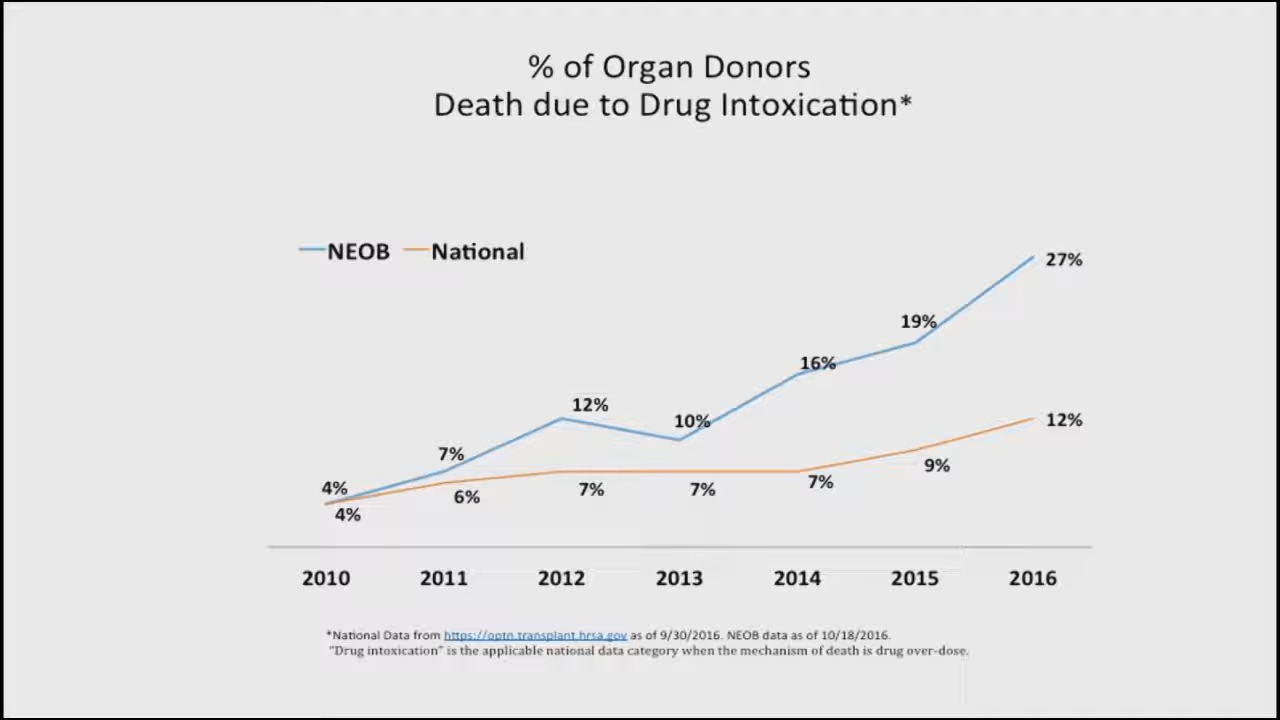 % of Organ Donors
Death due to Drug Intoxication*
NEOB National
27%
19%
16%
12%
10%
12%
7%
9%
4%
6%
7%
7%
7%
4%
2010 2011 2012 2013 2014 2015 2016
*National Data from https://optn.transplant.hrsa.gov as of 9/30/2016. NEOB data as of 10/18/2016.
"Drug intoxication" is the applicable national data category when the mechanism of death is drug over-dose.